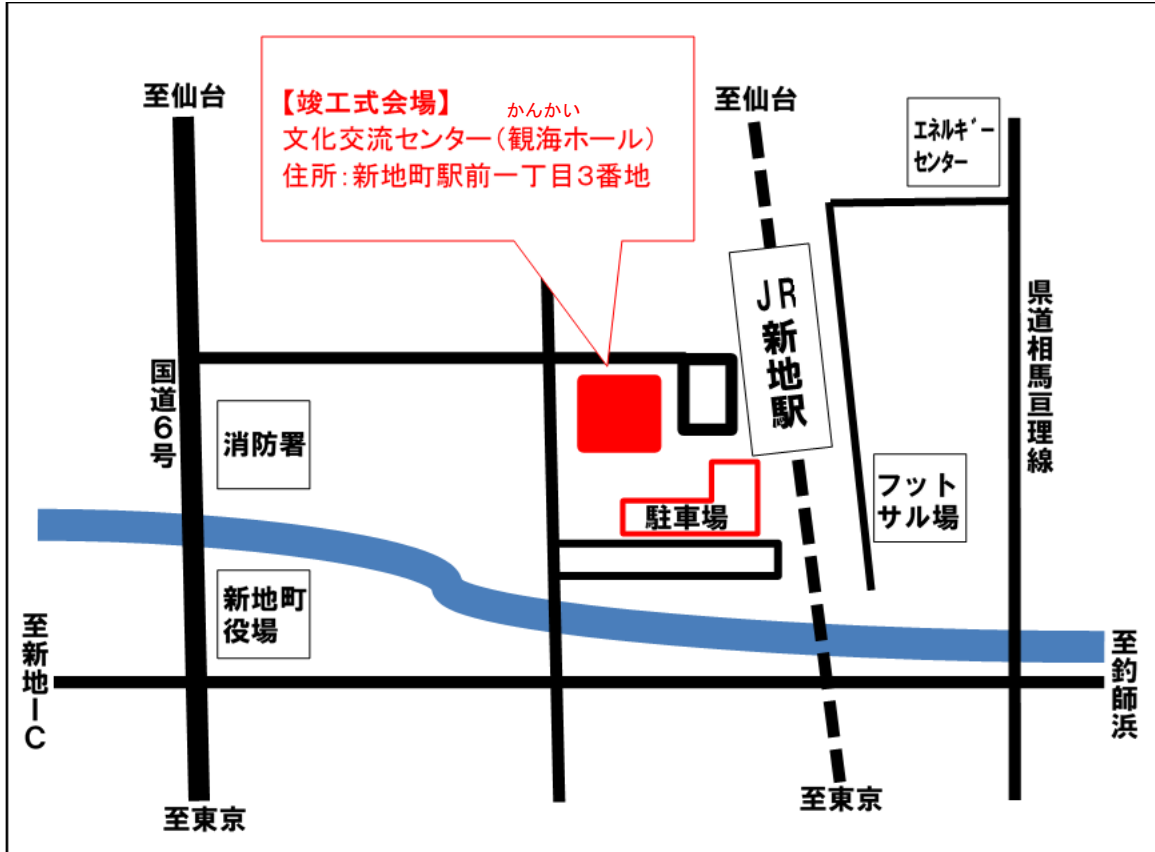 至仙台
【竣工式会場】
かんかい
文化交流センター（観海ホール）
住所：新地町駅前一丁目３番地
至仙台
エネルギー
センター
JR新地駅
県道相馬亘理線
国道６号
消防署
フット
サル場
駐車場
新地町
役場
至新地IC
至釣師浜
至東京
至東京